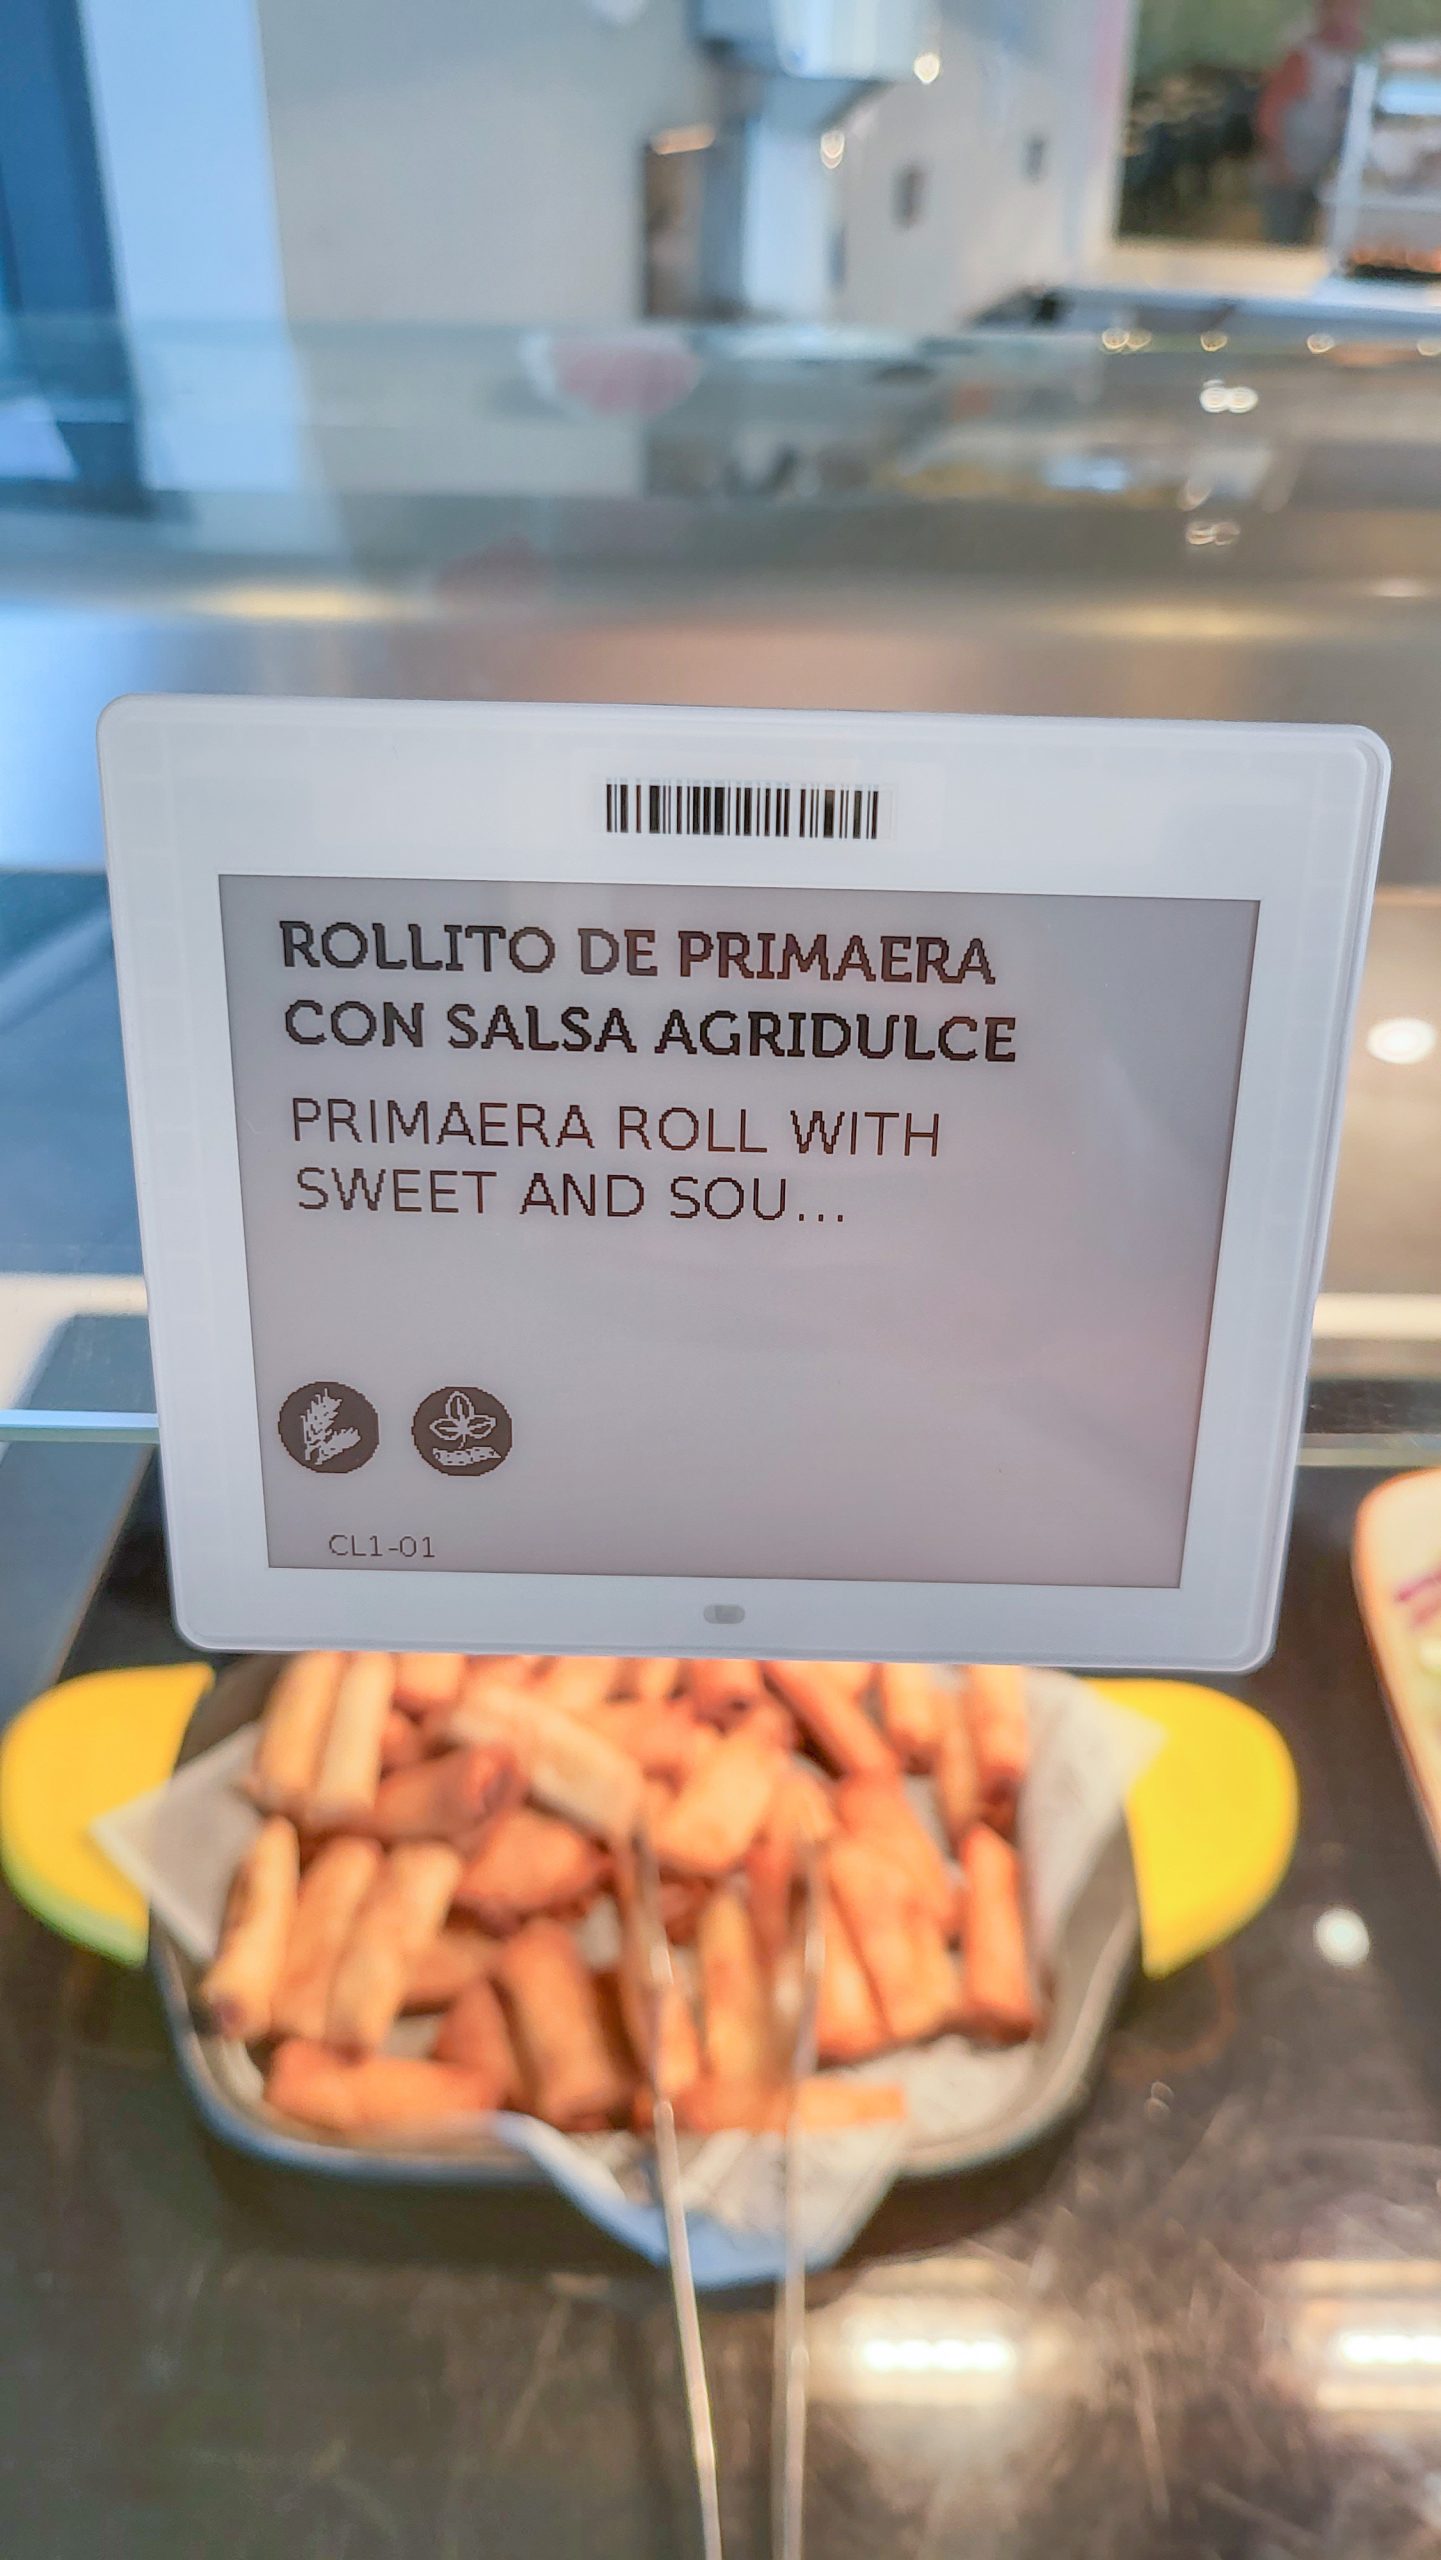 ROLLITO DE PRIMAERA
CON SALSA AGRIDULCE
PRIMAERA ROLL WITH
SWEET AND SOU...
CL1-01